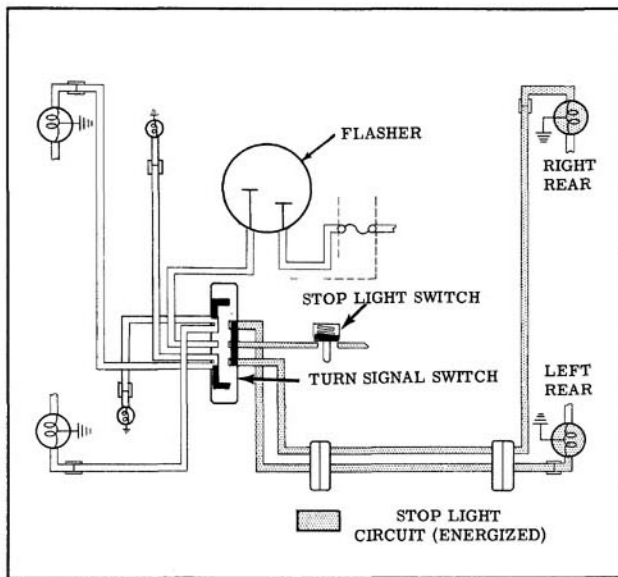 FLASHER
RIGHT
REAR
STOP LIGHT SWITCH
TURN SIGNAL SWITCH
LEFT
REAR
STOP LIGHT
CIRCUIT (ENERGIZED)